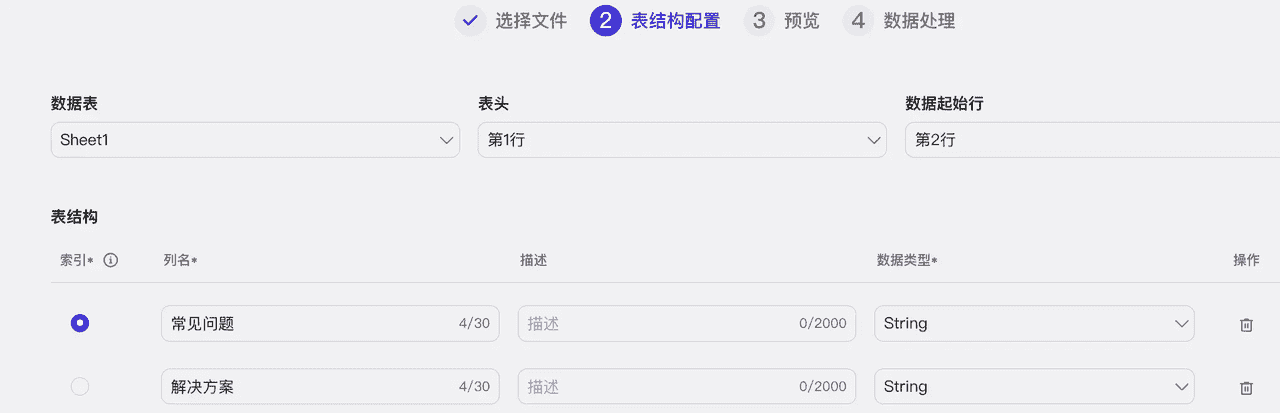 选择文件 2 表结构配置 3 预览 4 数据处理
数据表 表头 数据起始行
Sheet1 第1行 第2行
表结构
索引* 列名* 描述 数据类型* 操作
常见问题 4/30 描述 0/2000 String
解决方案 4/30 描述 0/2000 String